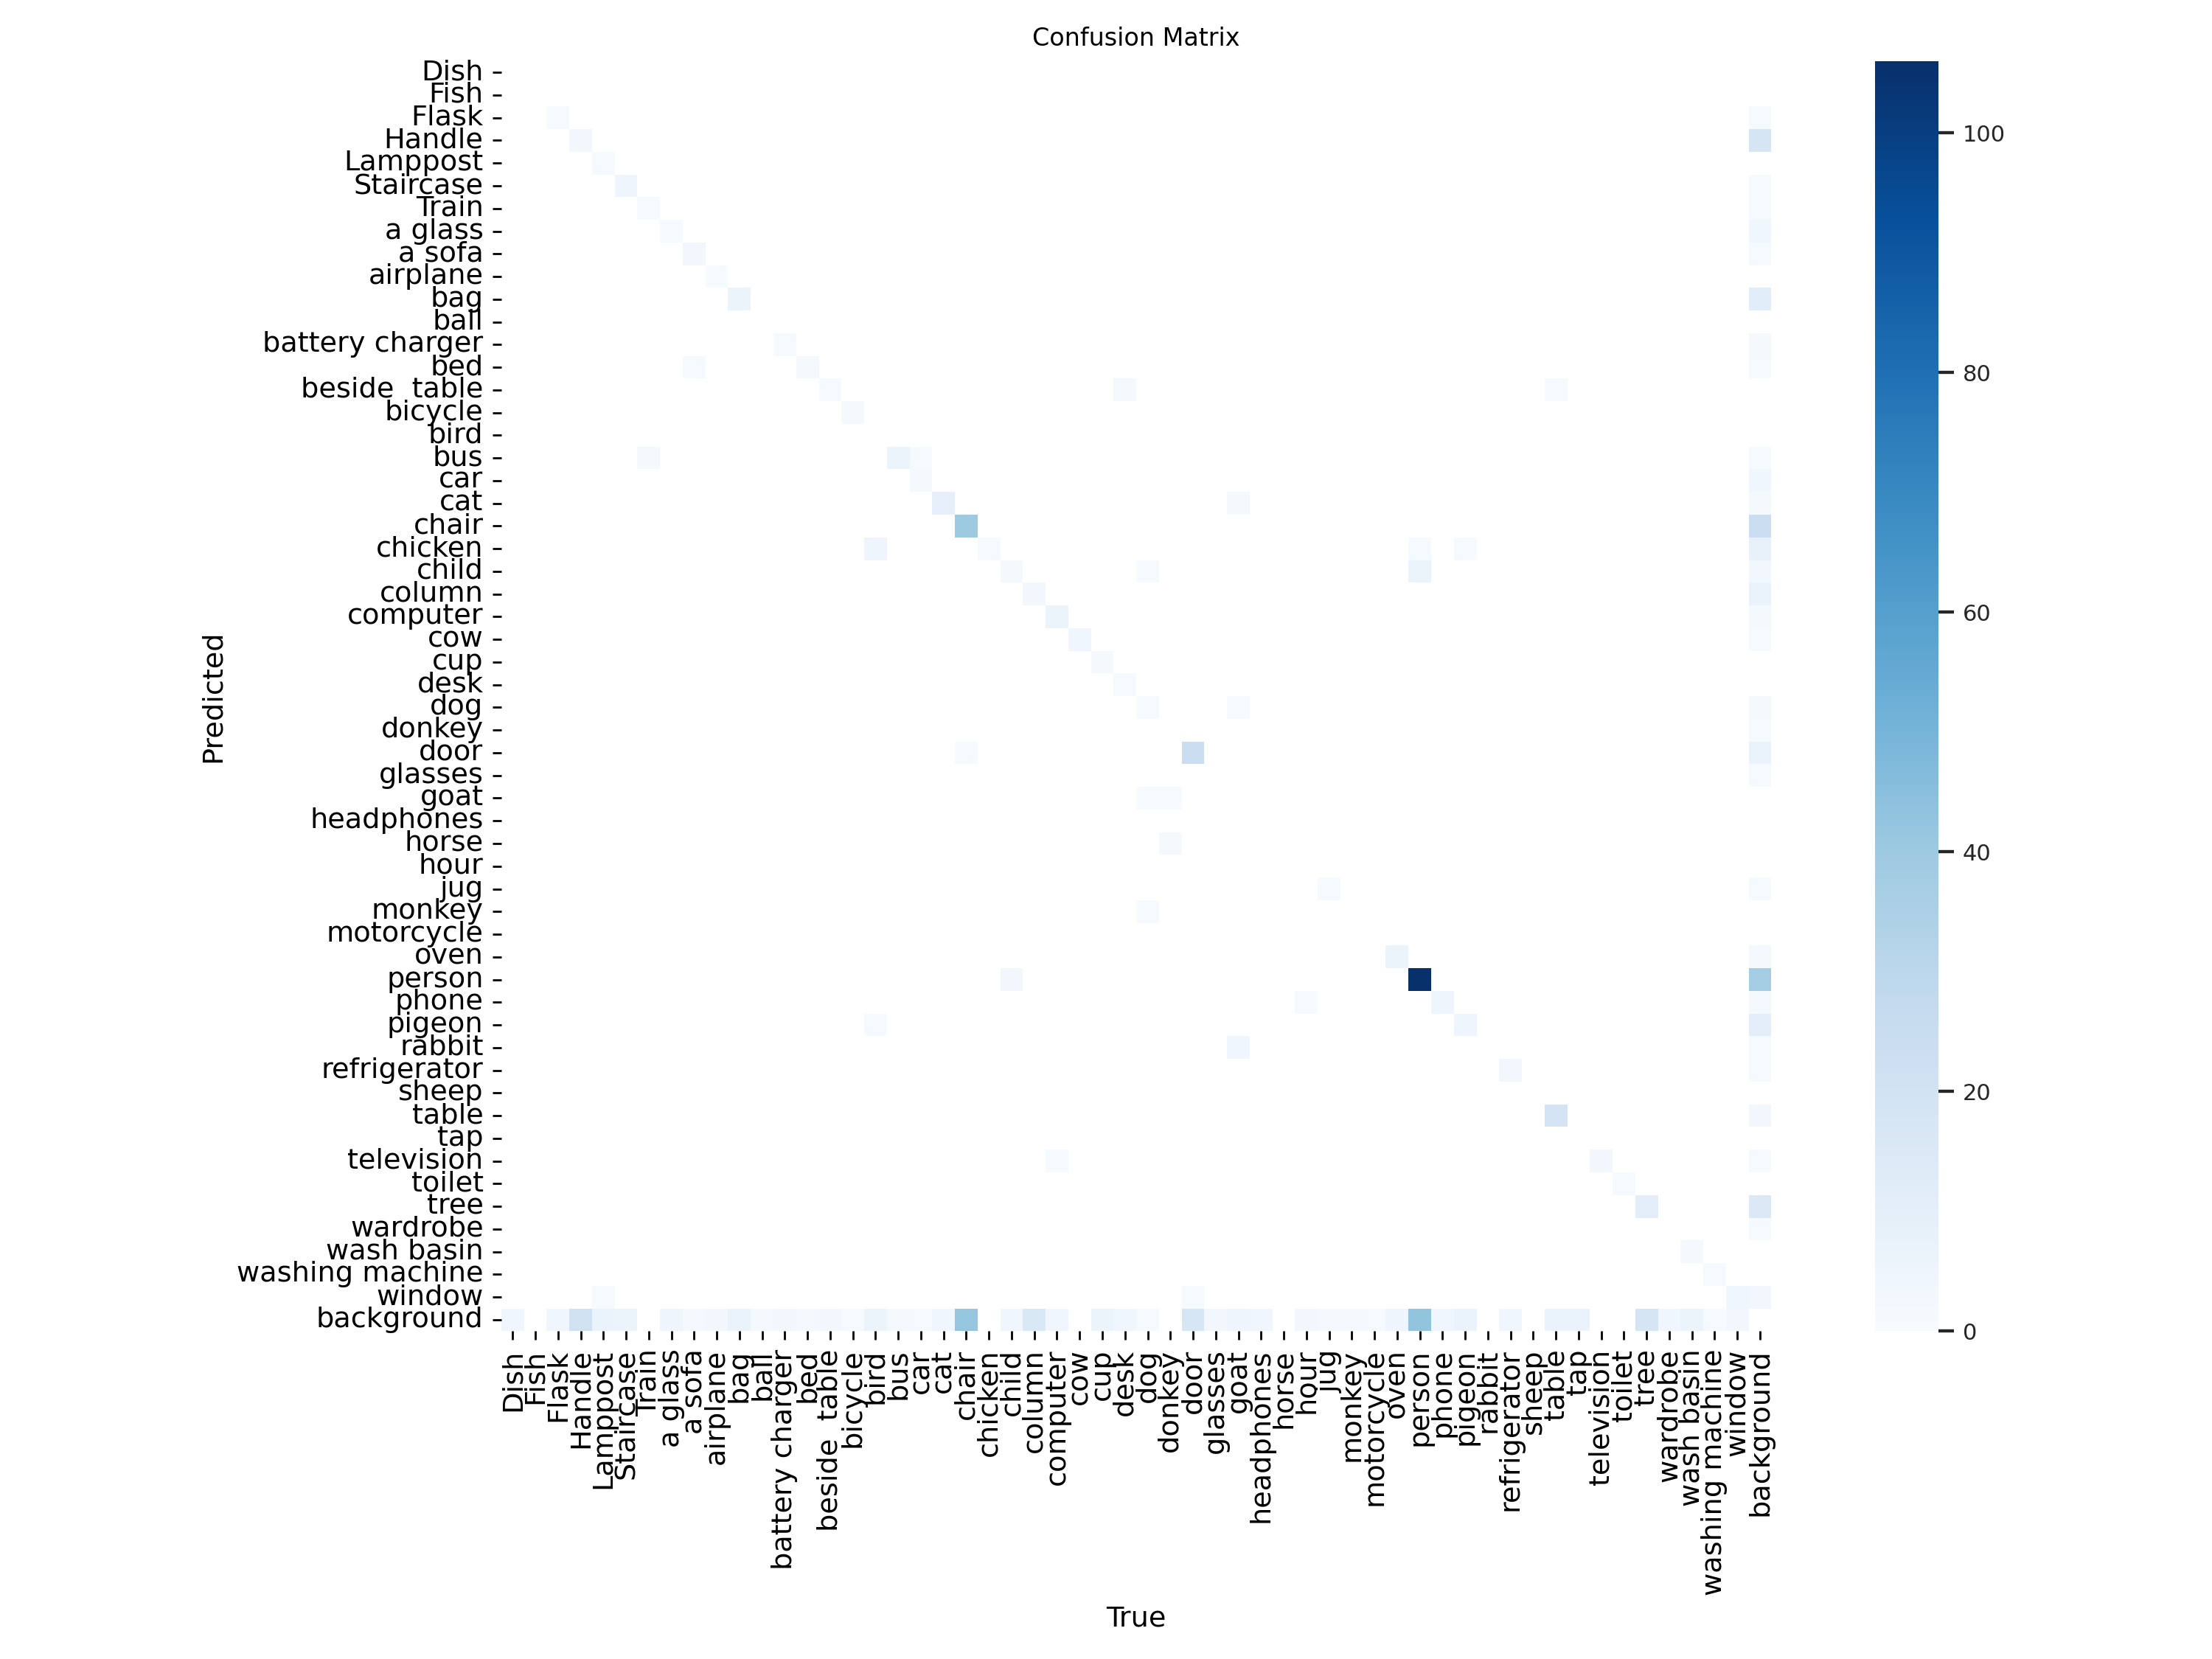 Confusion Matrix
Dish
Fish
Flask
Handle
Lamppost
Staircase
Train
a glass
a sofa
airplane
bag
ball
battery charger
bed
beside  table
bicycle
bird
bus
car
cat
chair
chicken
child
column
computer
cow
cup
desk
dog
donkey
door
glasses
goat
headphones
horse
hour
jug
monkey
motorcycle
oven
person
phone
pigeon
rabbit
refrigerator
sheep
table
tap
television
toilet
tree
wardrobe
wash basin
washing machine
window
background
Predicted
Dish
Fish
Flask
Handle
Lamppost
Staircase
Train
a glass
a sofa
airplane
bag
ball
battery charger
bed
beside  table
bicycle
bird
bus
car
cat
chair
chicken
child
column
computer
cow
cup
desk
dog
donkey
door
glasses
goat
headphones
horse
hour
jug
monkey
motorcycle
oven
person
phone
pigeon
rabbit
refrigerator
sheep
table
tap
television
toilet
tree
wardrobe
wash basin
washing machine
window
background
True
100
80
60
40
20
0